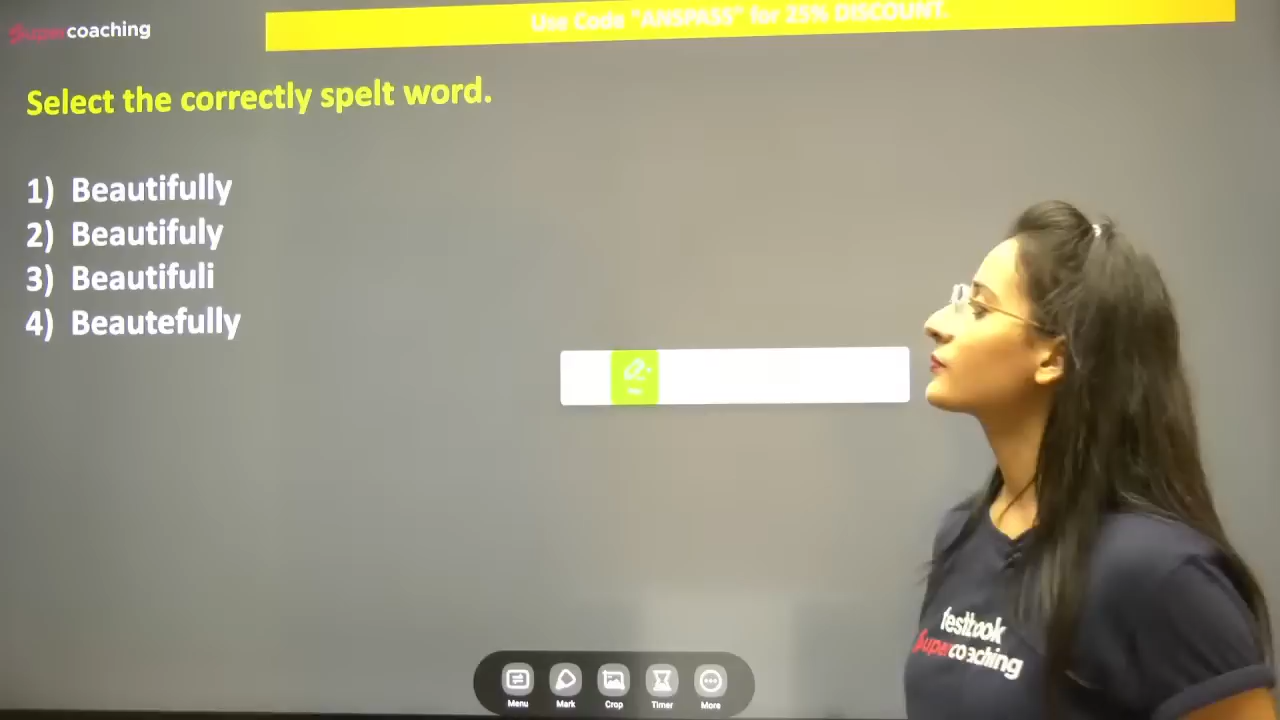 Supercoaching
Use Code "ANSPASS" for 25% DISCOUNT.
Select the correctly spelt word.
1) Beautifully
2) Beautifuly
3) Beautifuli
4) Beautefully
testbook
Supercoaching
Menu Mark Crop Timer More